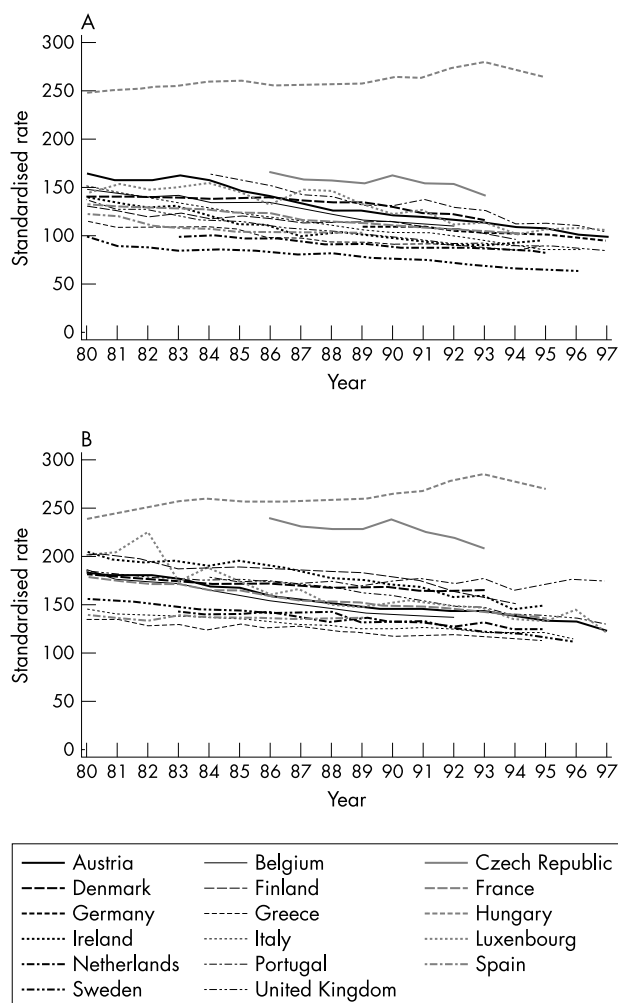 A
300
250
200
150
100
50
0
Standardised rate
80 81 82 83 84 85 86 87 88 89 90 91 92 93 94 95 96 97
Year
B
300
250
200
150
100
50
0
Standardised rate
80 81 82 83 84 85 86 87 88 89 90 91 92 93 94 95 96 97
Year
Austria Belgium Czech Republic
Denmark Finland France
Germany Greece Hungary
Ireland Italy Luxenbourg
Netherlands Portugal Spain
Sweden United Kingdom